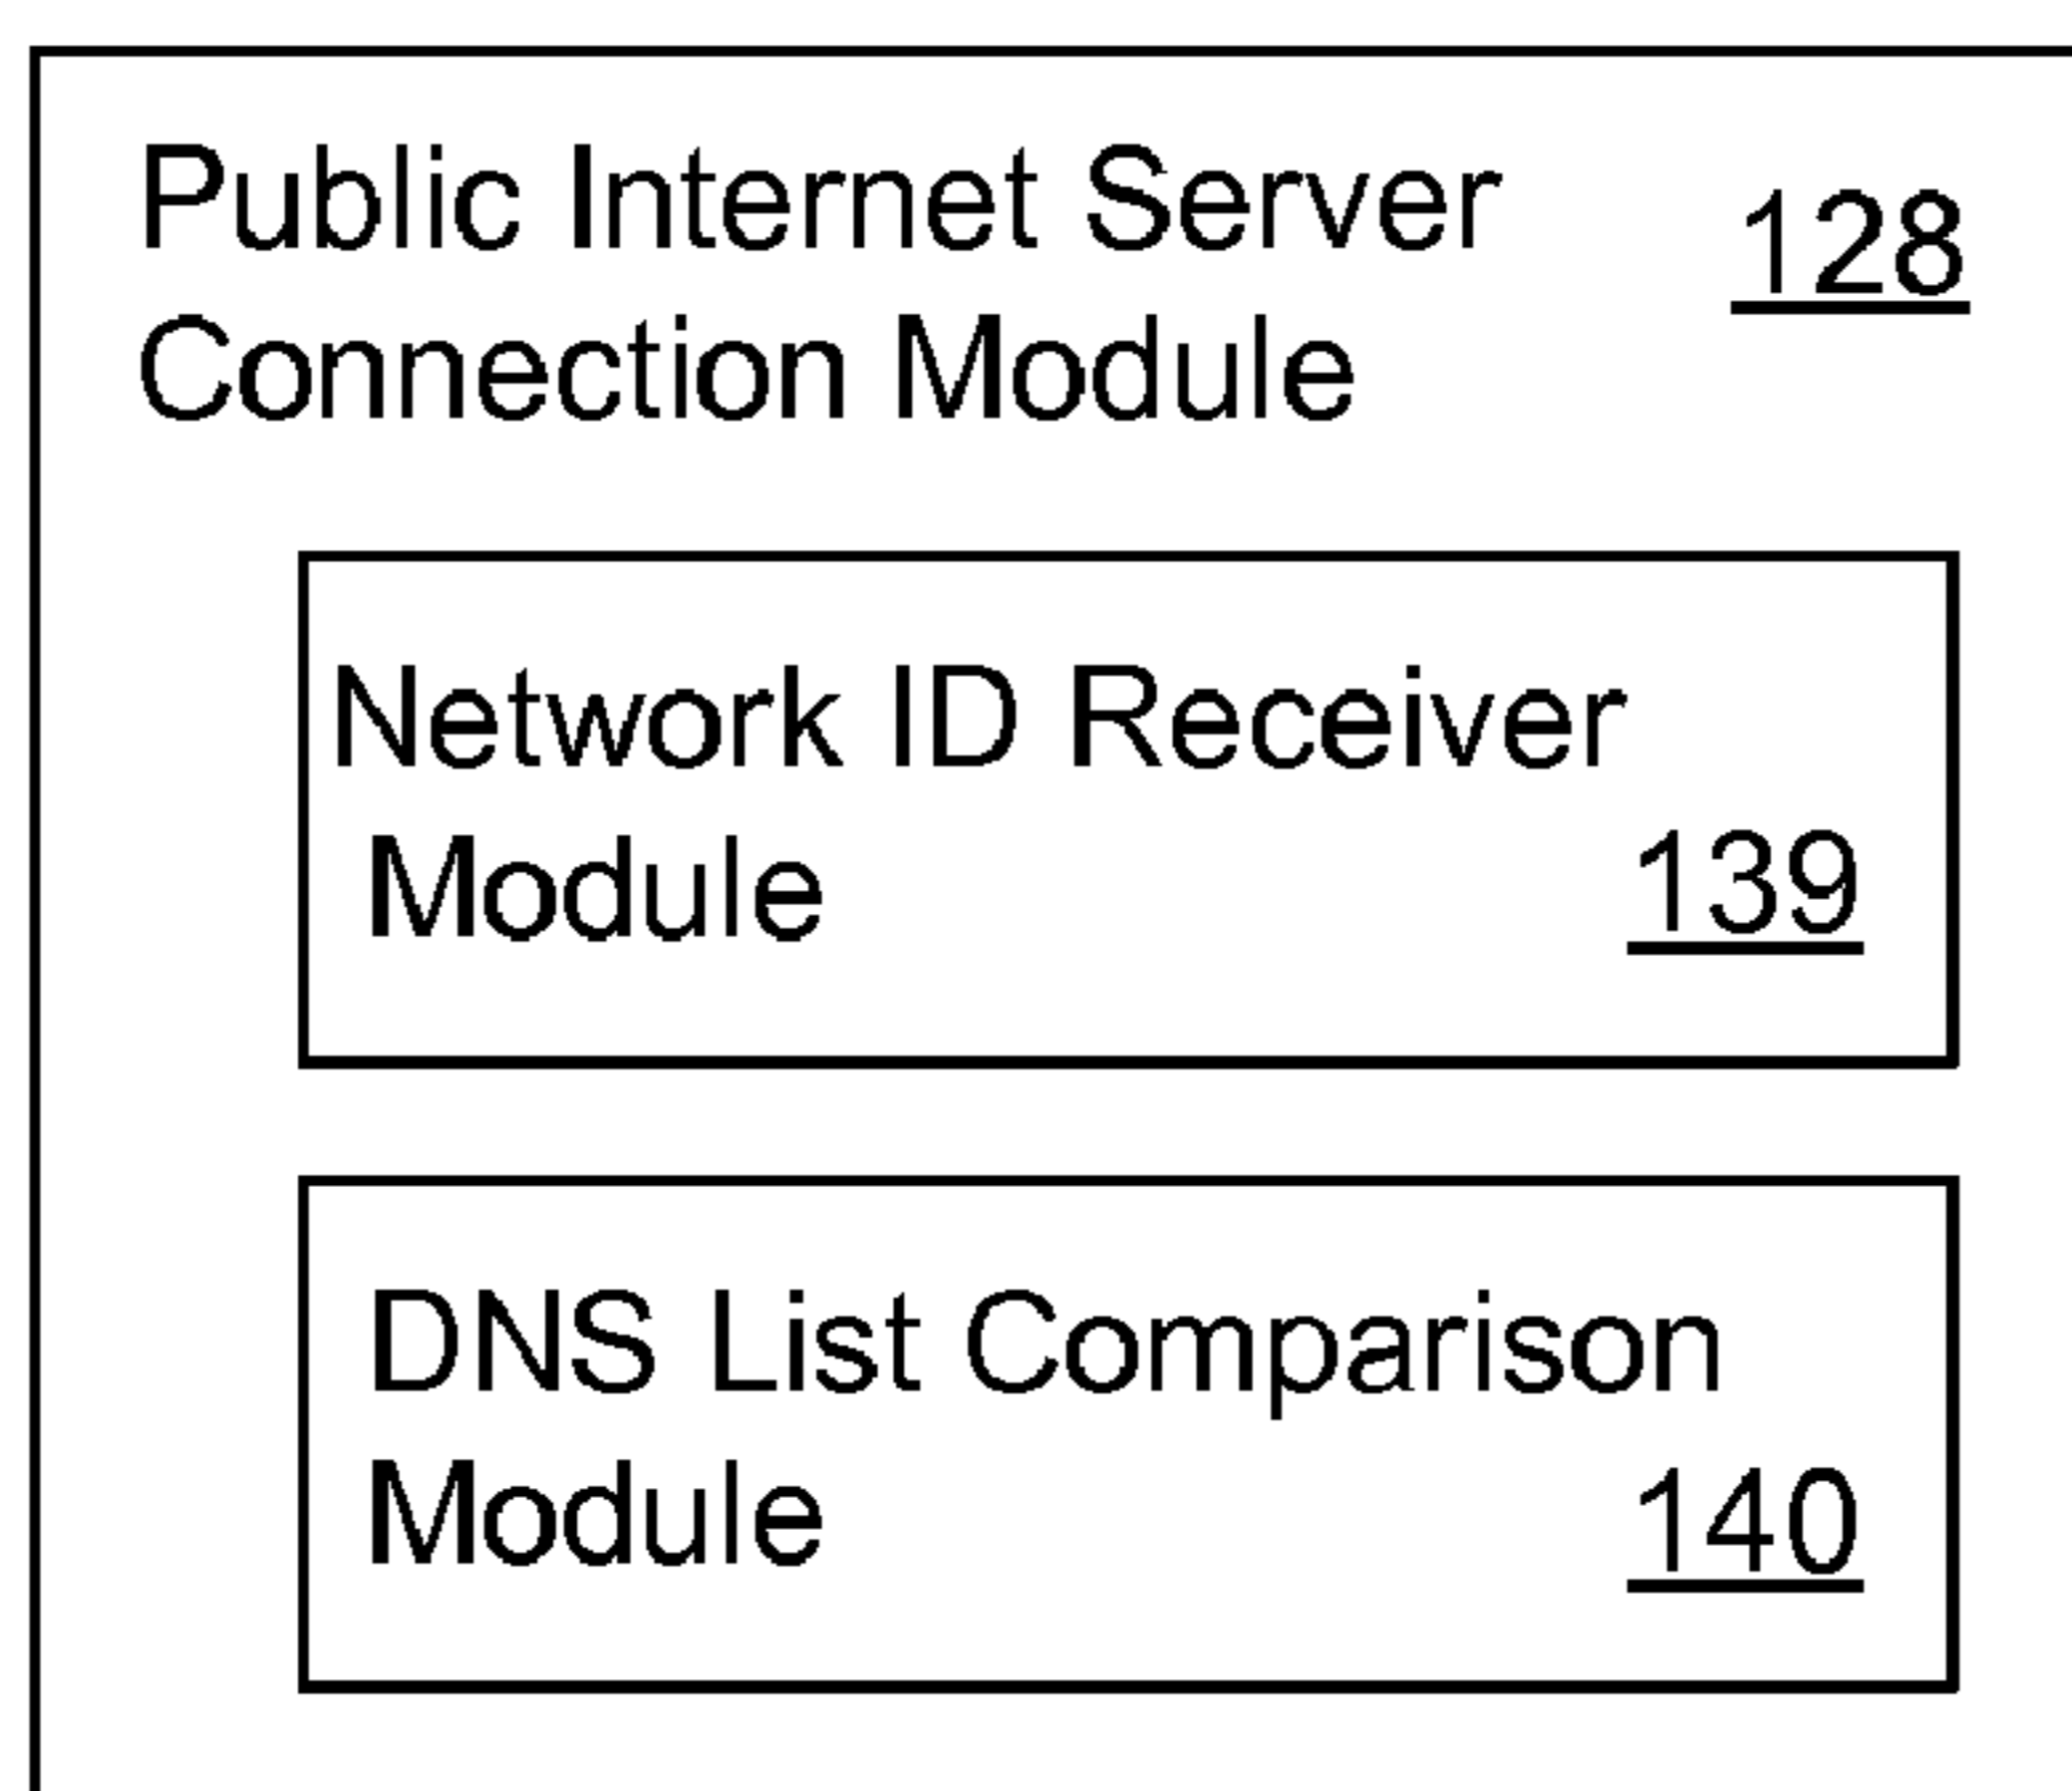 Public Internet Server
128
Connection Module
Network ID Receiver
Module 139
DNS List Comparison
Module 140